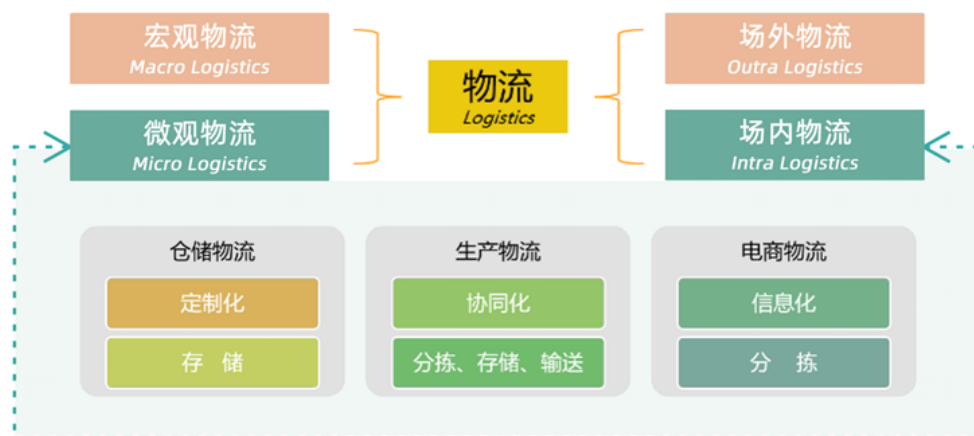 宏观物流
Macro Logistics
物流
Logistics
场外物流
Outra Logistics
微观物流
Micro Logistics
场内物流
Intra Logistics
仓储物流
定制化
存 储
生产物流
协同化
分拣、存储、输送
电商物流
信息化
分 拣